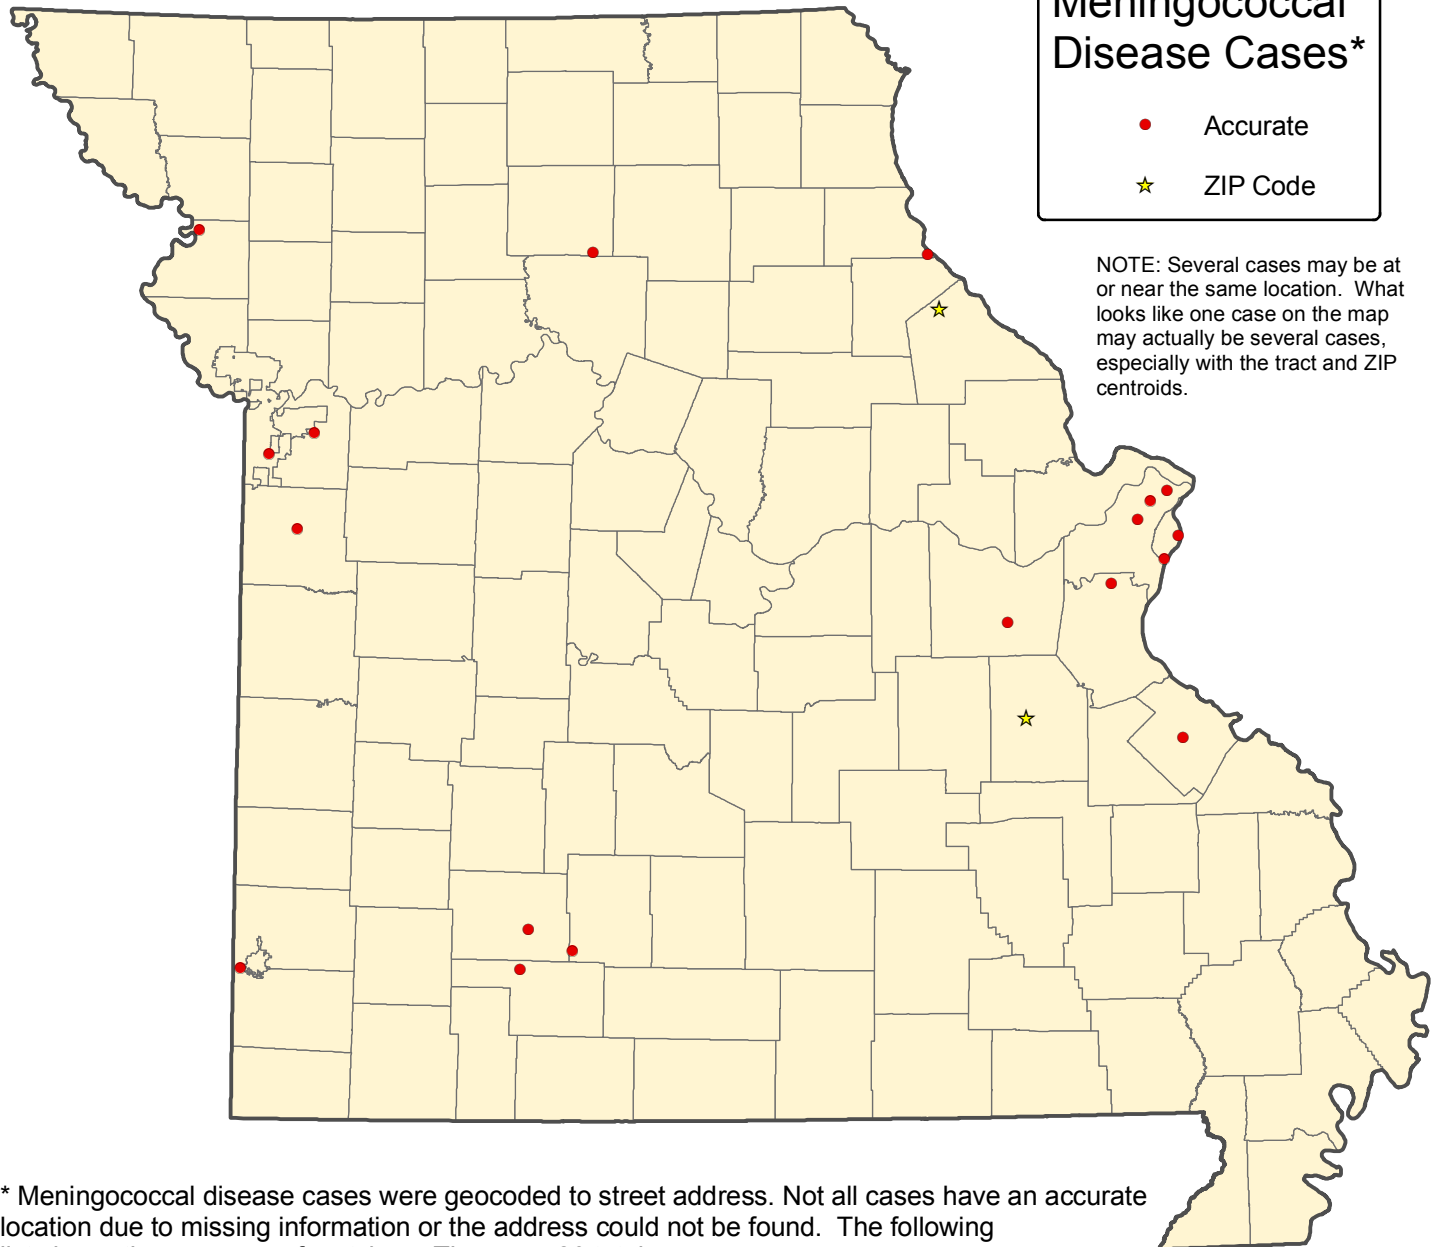 Meningococcal
Disease Cases*
Accurate
ZIP Code
NOTE: Several cases may be at
or near the same location. What
looks like one case on the map
may actually be several cases,
especially with the tract and ZIP
centroids.
* Meningococcal disease cases were geocoded to street address. Not all cases have an accurate
location due to missing information or the address could not be found. The following